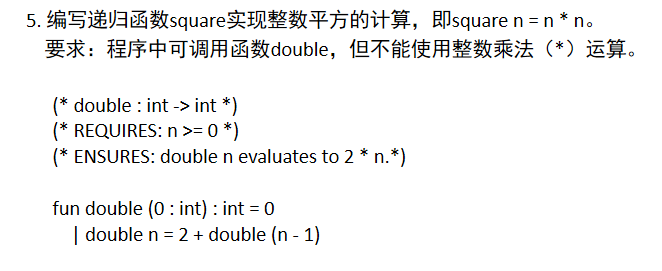 5. 编写递归函数square实现整数平方的计算，即square n = n * n。
要求：程序中可调用函数double，但不能使用整数乘法（*）运算。
(* double : int -> int *)
(* REQUIRES: n >= 0 *)
(* ENSURES: double n evaluates to 2 * n.*)
fun double (0 : int) : int = 0
| double n = 2 + double (n - 1)